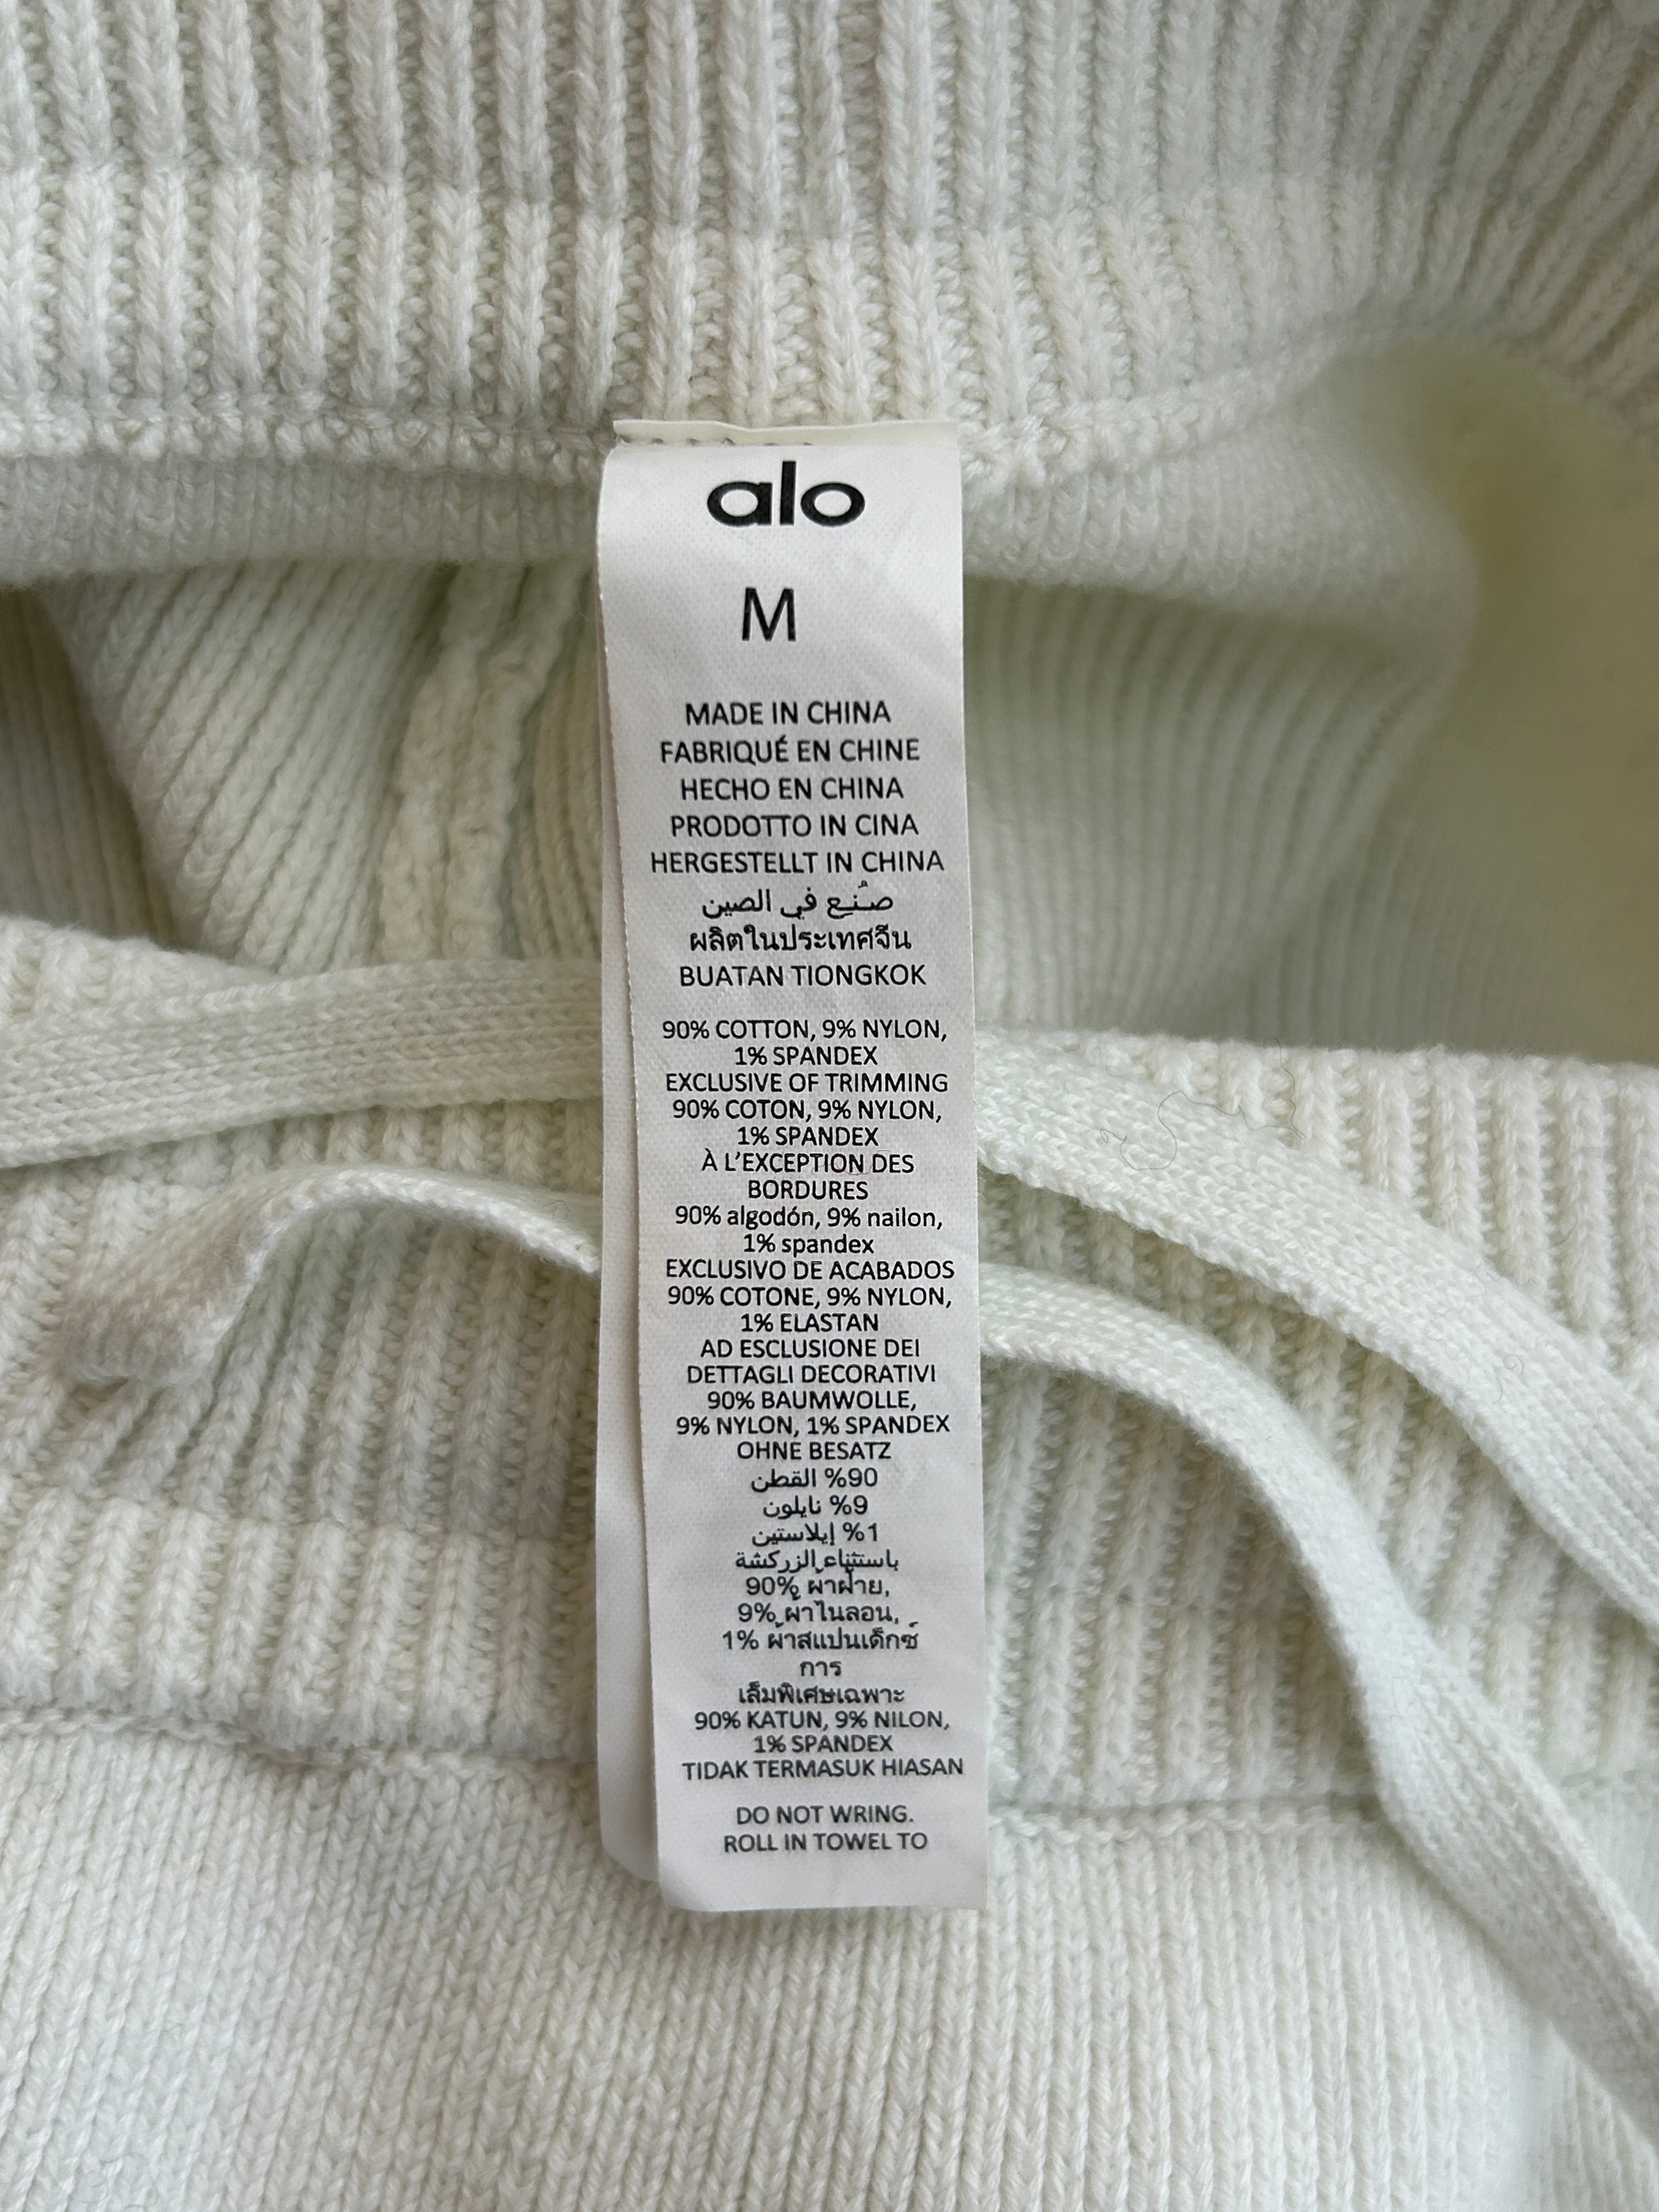 alo
M
MADE IN CHINA
FABRIQUÉ EN CHINE
HECHO EN CHINA
PRODOTTO IN CINA
HERGESTELLT IN CHINA
صُنع في الصين
ผลิตในประเทศจีน
BUATAN TIONGKOK
90% COTTON, 9% NYLON,
1% SPANDEX
EXCLUSIVE OF TRIMMING
90% COTON, 9% NYLON,
1% SPANDEX
À L’EXCEPTION DES
BORDURES
90% algodón, 9% nailon,
1% spandex
EXCLUSIVO DE ACABADOS
90% COTONE, 9% NYLON,
1% ELASTAN
AD ESCLUSIONE DEI
DETTAGLI DECORATIVI
90% BAUMWOLLE,
9% NYLON, 1% SPANDEX
OHNE BESATZ
90% القطن
9% نايلون
1% إيلاستين
باستثناء الزركشة
90% ผ้าฝ้าย,
9% ผ้าไนลอน,
1% ผ้าสแปนเด็กซ์
การ
เล็มพิเศษเฉพาะ
90% KATUN, 9% NILON,
1% SPANDEX
TIDAK TERMASUK HIASAN
DO NOT WRING.
ROLL IN TOWEL TO